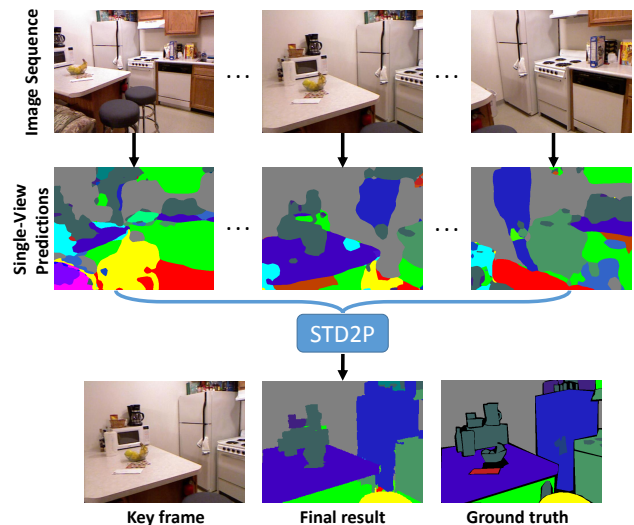 Image Sequence
... ...
Single-View
Predictions
... ...
STD2P
Key frame Final result Ground truth